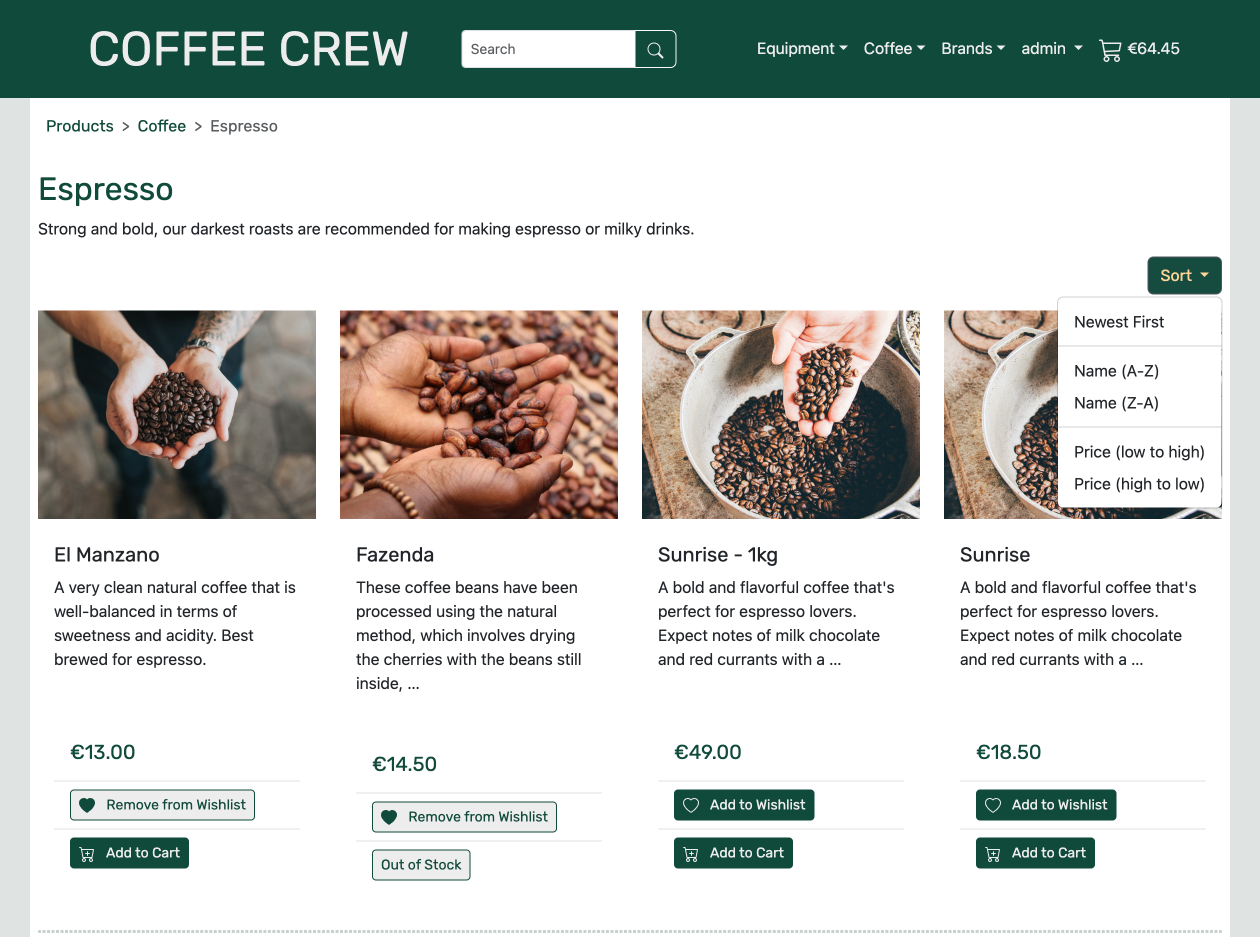 COFFEE CREW
Search
Equipment
Coffee
Brands
admin
€64.45
Products > Coffee > Espresso
Espresso
Strong and bold, our darkest roasts are recommended for making espresso or milky drinks.
Sort
Newest First
Name (A-Z)
Name (Z-A)
Price (low to high)
Price (high to low)
El Manzano
A very clean natural coffee that is
well-balanced in terms of
sweetness and acidity. Best
brewed for espresso.
€13.00
Remove from Wishlist
Add to Cart
Fazenda
These coffee beans have been
processed using the natural
method, which involves drying
the cherries with the beans still
inside, ...
€14.50
Remove from Wishlist
Out of Stock
Sunrise - 1kg
A bold and flavorful coffee that's
perfect for espresso lovers.
Expect notes of milk chocolate
and red currants with a ...
€49.00
Add to Wishlist
Add to Cart
Sunrise
A bold and flavorful coffee that's
perfect for espresso lovers.
Expect notes of milk chocolate
and red currants with a ...
€18.50
Add to Wishlist
Add to Cart